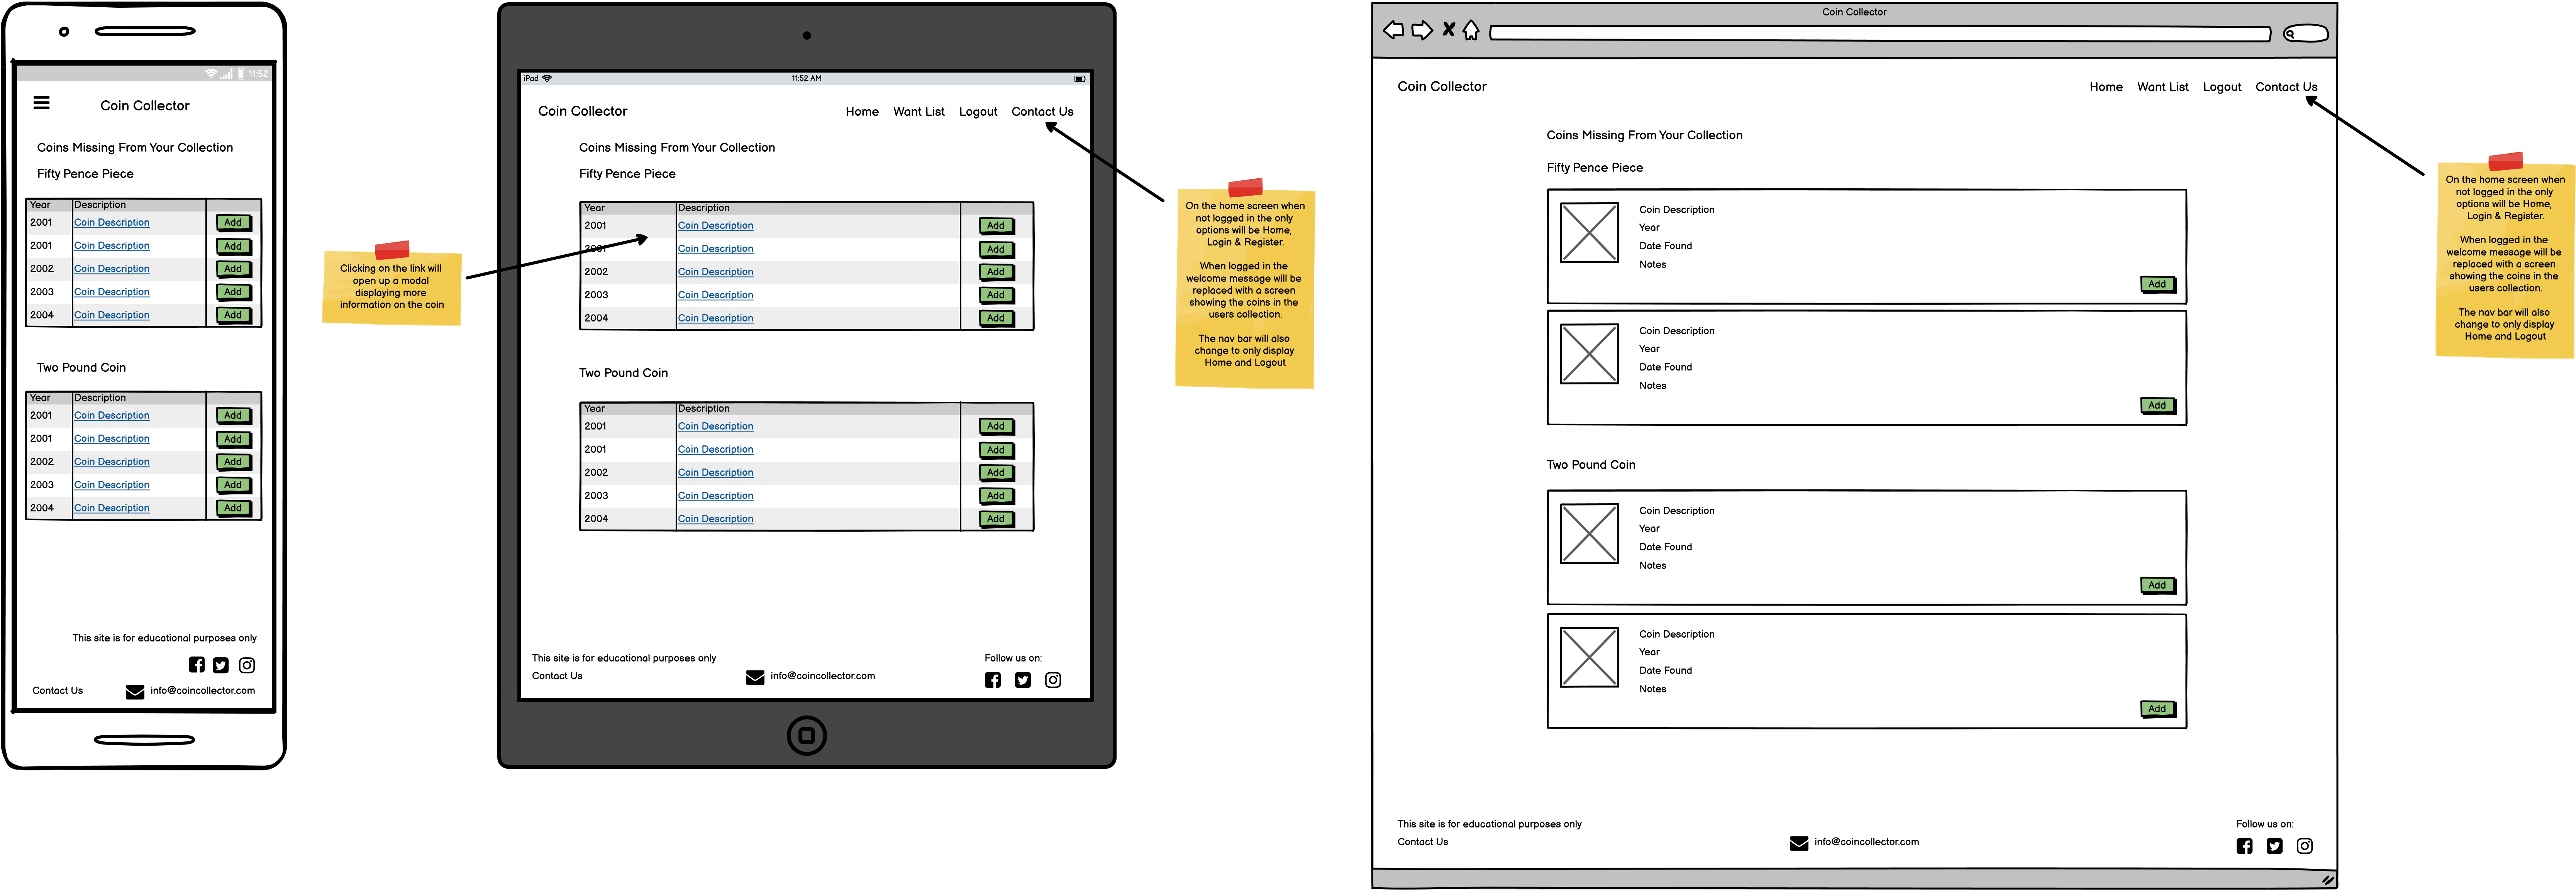 11:52
Coin Collector
Coins Missing From Your Collection
Fifty Pence Piece
Year Description
2001 Coin Description Add
2001 Coin Description Add
2002 Coin Description Add
2003 Coin Description Add
2004 Coin Description Add
Two Pound Coin
Year Description
2001 Coin Description Add
2001 Coin Description Add
2002 Coin Description Add
2003 Coin Description Add
2004 Coin Description Add
This site is for educational purposes only
Contact Us info@coincollector.com
Clicking on the link will
open up a modal
displaying more
information on the coin
iPad 11:52 AM
Coin Collector Home Want List Logout Contact Us
Coins Missing From Your Collection
Fifty Pence Piece
Year Description
2001 Coin Description Add
2001 Coin Description Add
2002 Coin Description Add
2003 Coin Description Add
2004 Coin Description Add
Two Pound Coin
Year Description
2001 Coin Description Add
2001 Coin Description Add
2002 Coin Description Add
2003 Coin Description Add
2004 Coin Description Add
This site is for educational purposes only Follow us on:
Contact Us info@coincollector.com
On the home screen when
not logged in the only
options will be Home,
Login & Register.
When logged in the
welcome message will be
replaced with a screen
showing the coins in the
users collection.
The nav bar will also
change to only display
Home and Logout
Coin Collector
Coin Collector Home Want List Logout Contact Us
Coins Missing From Your Collection
Fifty Pence Piece
Coin Description
Year
Date Found
Notes
Add
Coin Description
Year
Date Found
Notes
Add
Two Pound Coin
Coin Description
Year
Date Found
Notes
Add
Coin Description
Year
Date Found
Notes
Add
This site is for educational purposes only Follow us on:
Contact Us info@coincollector.com
On the home screen when
not logged in the only
options will be Home,
Login & Register.
When logged in the
welcome message will be
replaced with a screen
showing the coins in the
users collection.
The nav bar will also
change to only display
Home and Logout